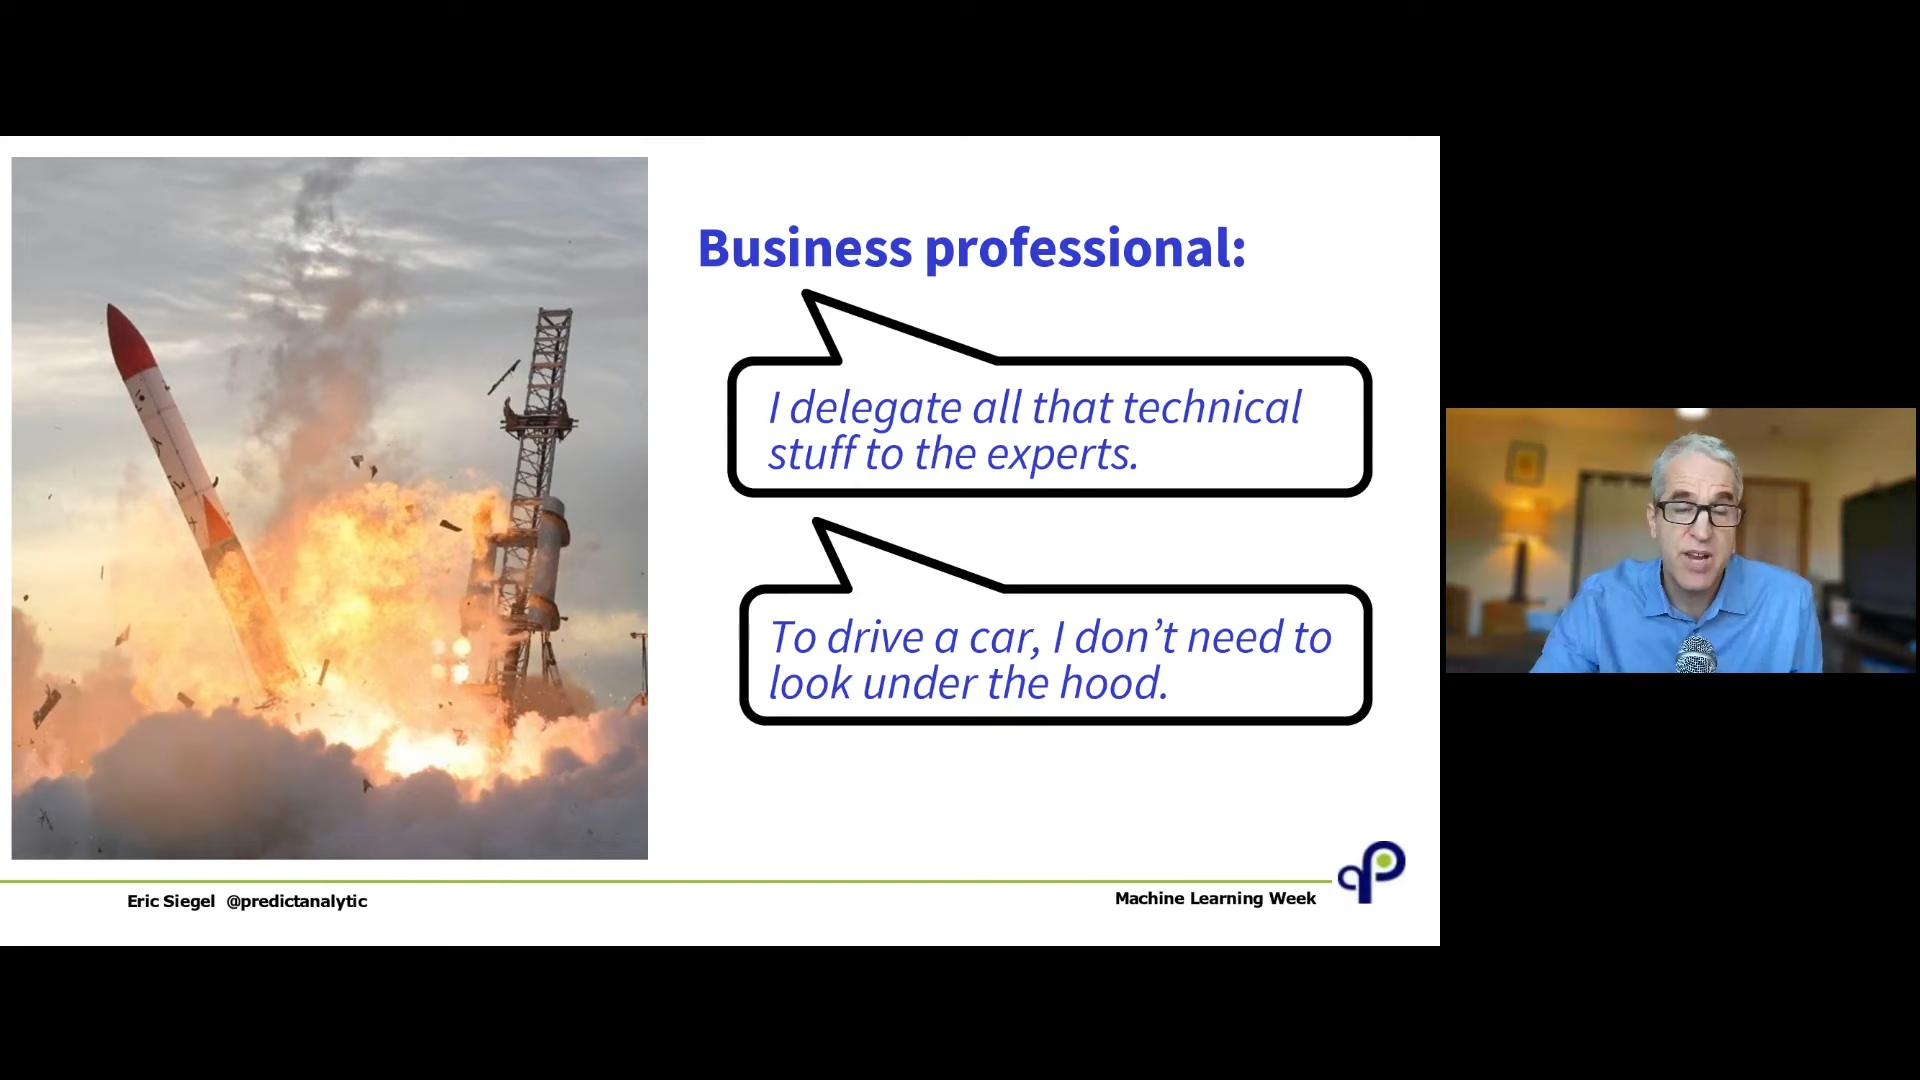 Business professional:
I delegate all that technical
stuff to the experts.
To drive a car, I don’t need to
look under the hood.
Eric Siegel @predictanalytic
Machine Learning Week